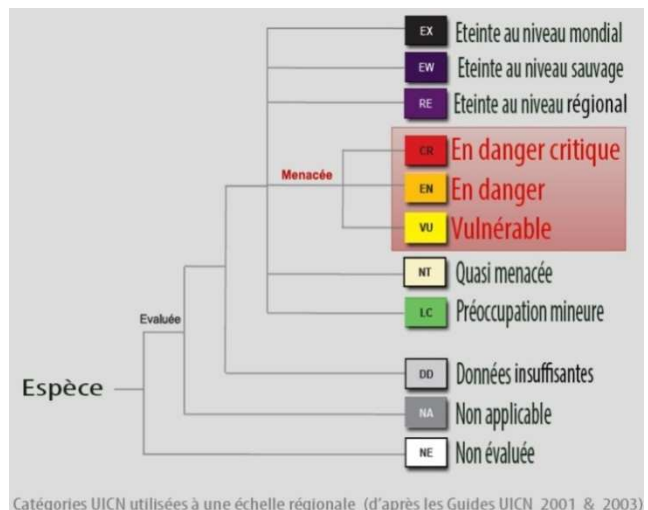 EX Eteinte au niveau mondial
EW Eteinte au niveau sauvage
RE Eteinte au niveau régional
CR En danger critique
Menacée
EN En danger
VU Vulnérable
NT Quasi menacée
LC Préoccupation mineure
Evaluée
DD Données insuffisantes
Espèce
NA Non applicable
NE Non évaluée
Catégories UICN utilisées à une échelle régionale (d'après les Guides UICN 2001 & 2003)